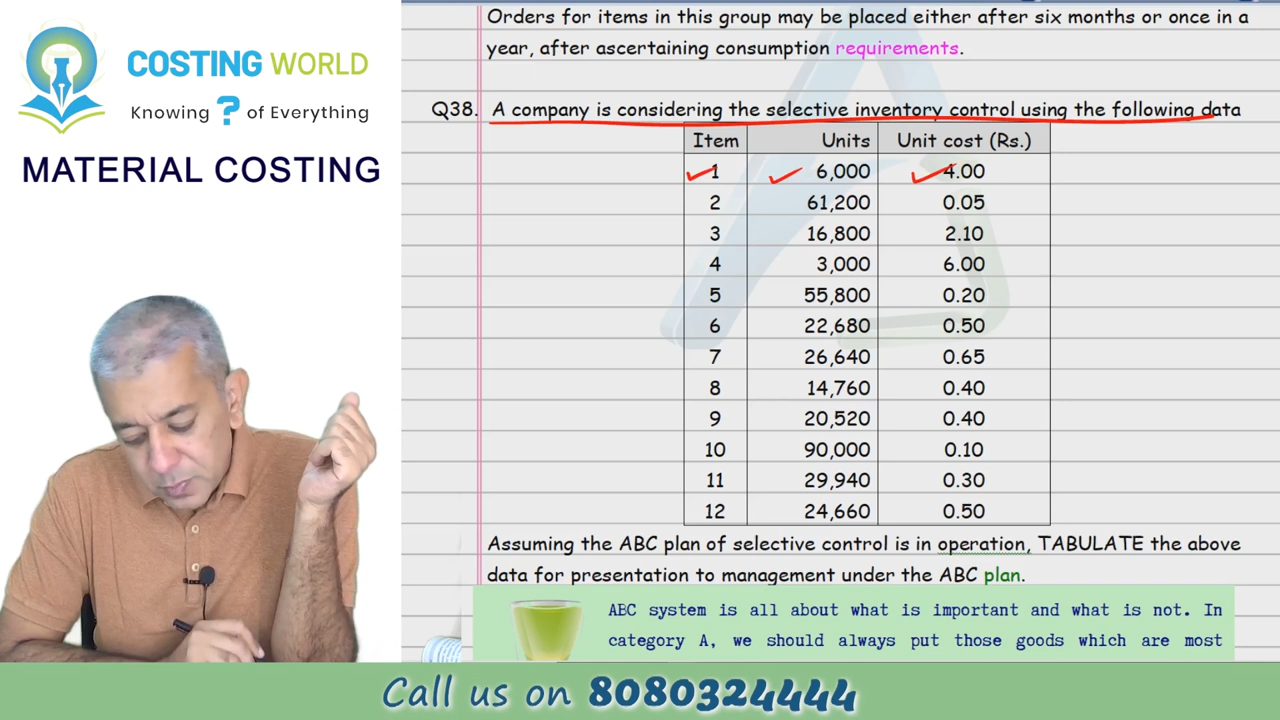 COSTING WORLD
Knowing ? of Everything
MATERIAL COSTING
Orders for items in this group may be placed either after six months or once in a
year, after ascertaining consumption requirements.
Q38. A company is considering the selective inventory control using the following data
Item Units Unit cost (Rs.)
1 6,000 4.00
2 61,200 0.05
3 16,800 2.10
4 3,000 6.00
5 55,800 0.20
6 22,680 0.50
7 26,640 0.65
8 14,760 0.40
9 20,520 0.40
10 90,000 0.10
11 29,940 0.30
12 24,660 0.50
Assuming the ABC plan of selective control is in operation, TABULATE the above
data for presentation to management under the ABC plan.
ABC system is all about what is important and what is not. In
category A, we should always put those goods which are most
Call us on 8080324444